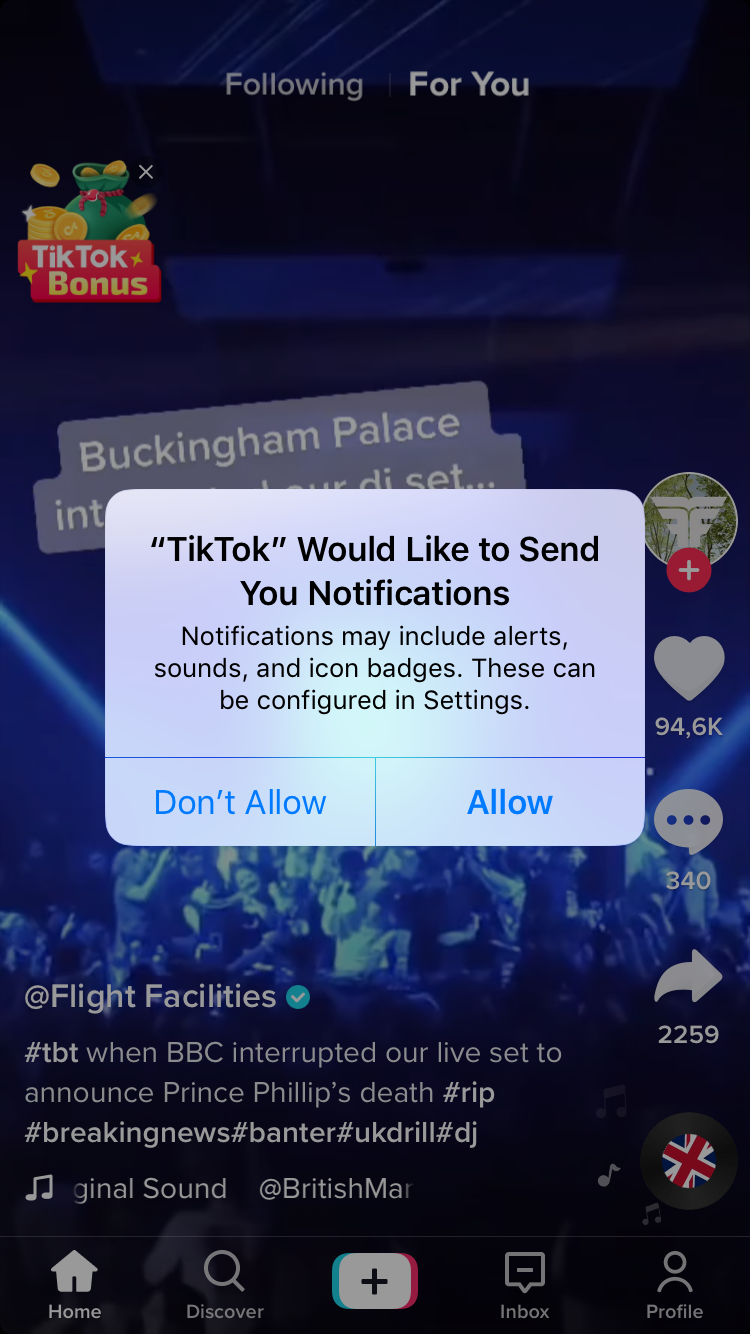 Following | For You
TikTok
Bonus
Buckingham Palace
int our dj set...
“TikTok” Would Like to Send
You Notifications
Notifications may include alerts,
sounds, and icon badges. These can
be configured in Settings.
Don’t Allow
Allow
94,6K
340
2259
@Flight Facilities
#tbt when BBC interrupted our live set to
announce Prince Phillip’s death #rip
#breakingnews#banter#ukdrill#dj
ginal Sound @BritishMar
Home
Discover
Inbox
Profile